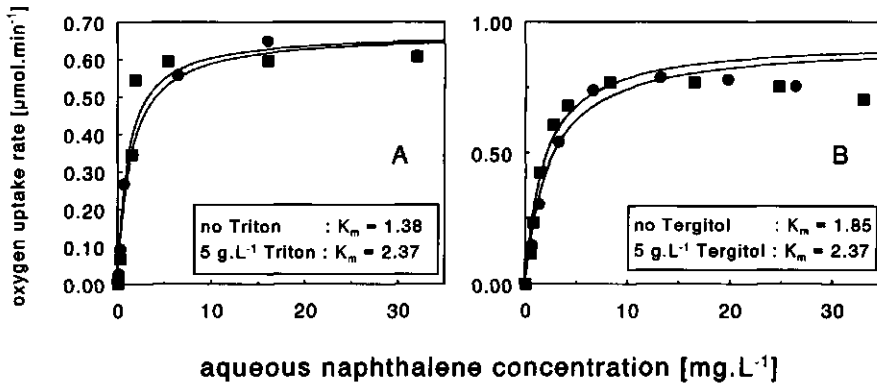 oxygen uptake rate [μmol.min⁻¹]
0.70
0.60
0.50
0.40
0.30
0.20
0.10
0.00
A
no Triton : Kₘ = 1.38
5 g.L⁻¹ Triton : Kₘ = 2.37
0 10 20 30
1.00
0.50
0.00
B
no Tergitol : Kₘ = 1.85
5 g.L⁻¹ Tergitol : Kₘ = 2.37
0 10 20 30
aqueous naphthalene concentration [mg.L⁻¹]